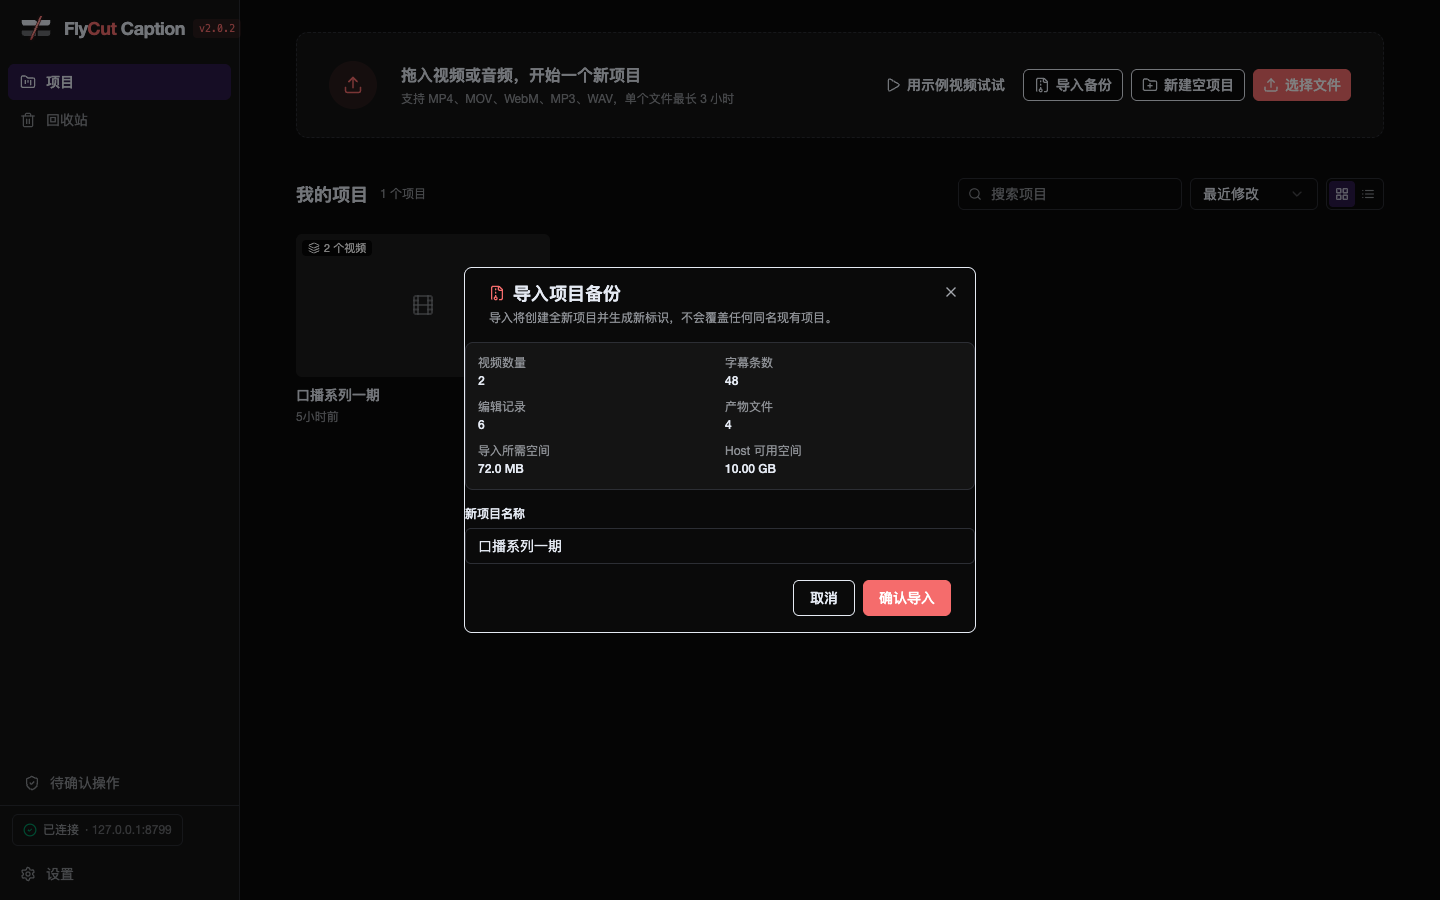 FlyCut Caption v2.0.2
项目
回收站
拖入视频或音频，开始一个新项目
支持 MP4、MOV、WebM、MP3、WAV，单个文件最长 3 小时
用示例视频试试
导入备份
新建空项目
选择文件
我的项目 1 个项目
搜索项目
最近修改
2 个视频
口播系列一期
5小时前
导入项目备份
导入将创建全新项目并生成新标识，不会覆盖任何同名现有项目。
视频数量
2
字幕条数
48
编辑记录
6
产物文件
4
导入所需空间
72.0 MB
Host 可用空间
10.00 GB
新项目名称
口播系列一期
取消
确认导入
待确认操作
已连接 · 127.0.0.1:8799
设置